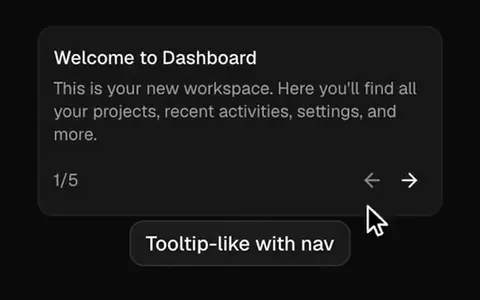 Welcome to Dashboard
This is your new workspace. Here you'll find all
your projects, recent activities, settings, and
more.
1/5
Tooltip-like with nav